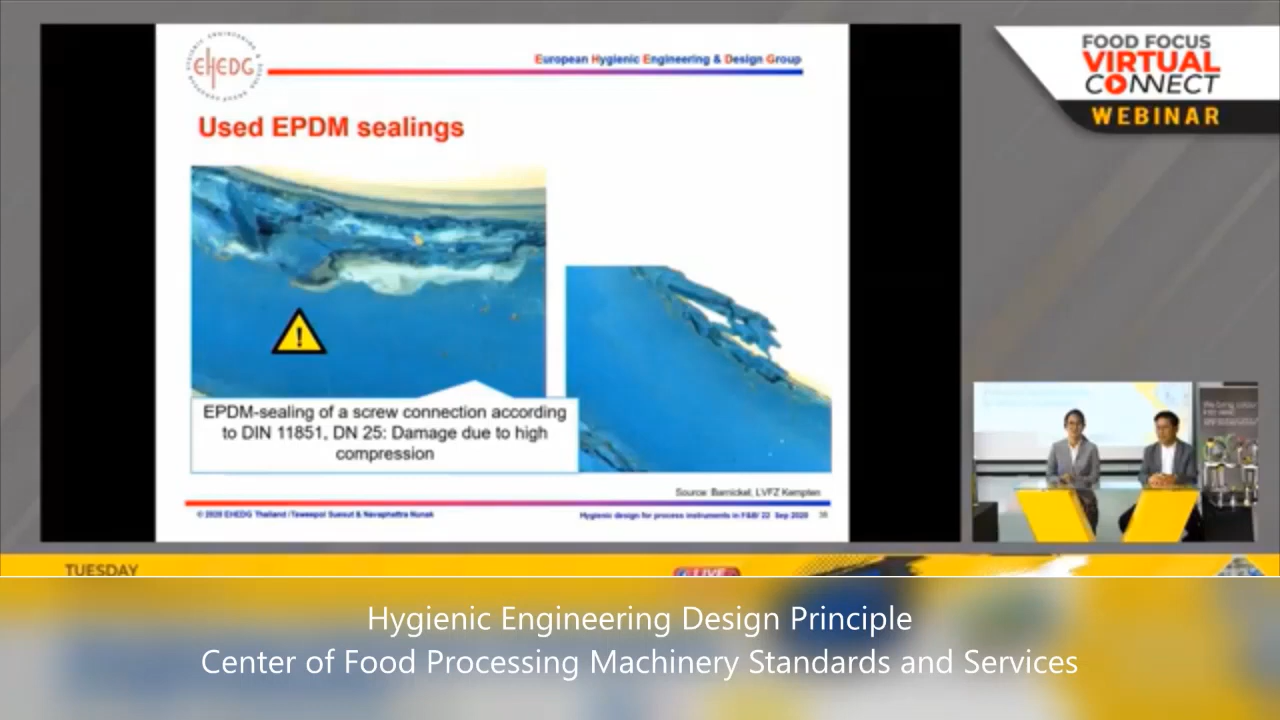 EHEDG
European Hygienic Engineering & Design Group
FOOD FOCUS
VIRTUAL
CONNECT
WEBINAR
Used EPDM sealings
EPDM-sealing of a screw connection according
to DIN 11851, DN 25: Damage due to high
compression
Source: Barnickel, LVFZ Kempten
© 2020 EHEDG Thailand /Taweepol Suesut & Navaphattra Nunak
Hygienic design for process instruments in F&B/ 22 Sep 2020 36
TUESDAY
LIVE
Hygienic Engineering Design Principle
Center of Food Processing Machinery Standards and Services